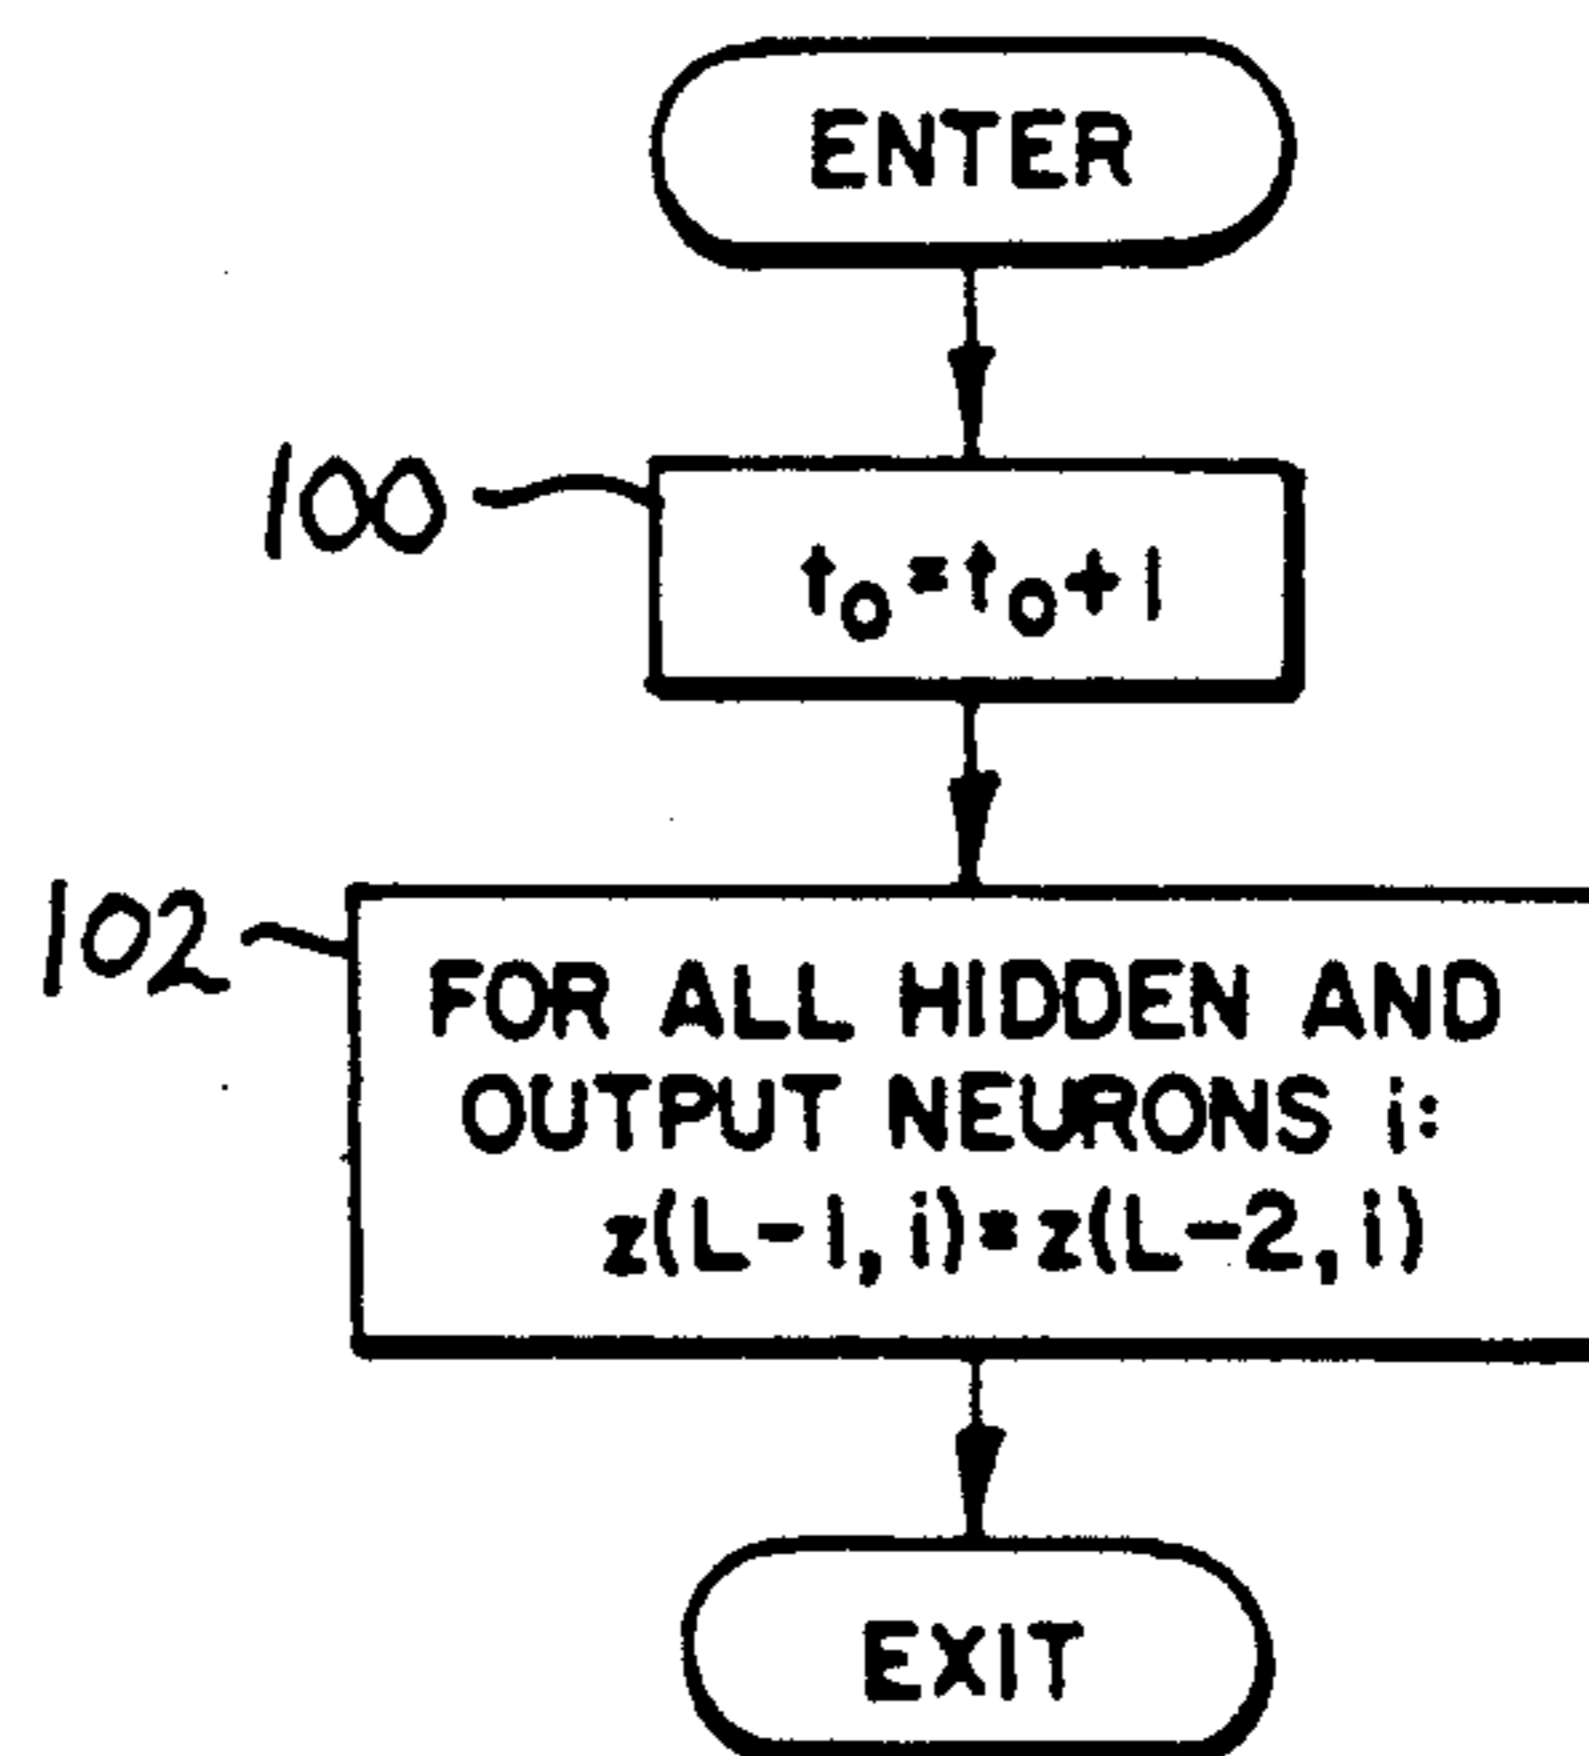 ENTER
100
t₀=t₀+1
102
FOR ALL HIDDEN AND
OUTPUT NEURONS i:
z(L-1,i)=z(L-2,i)
EXIT